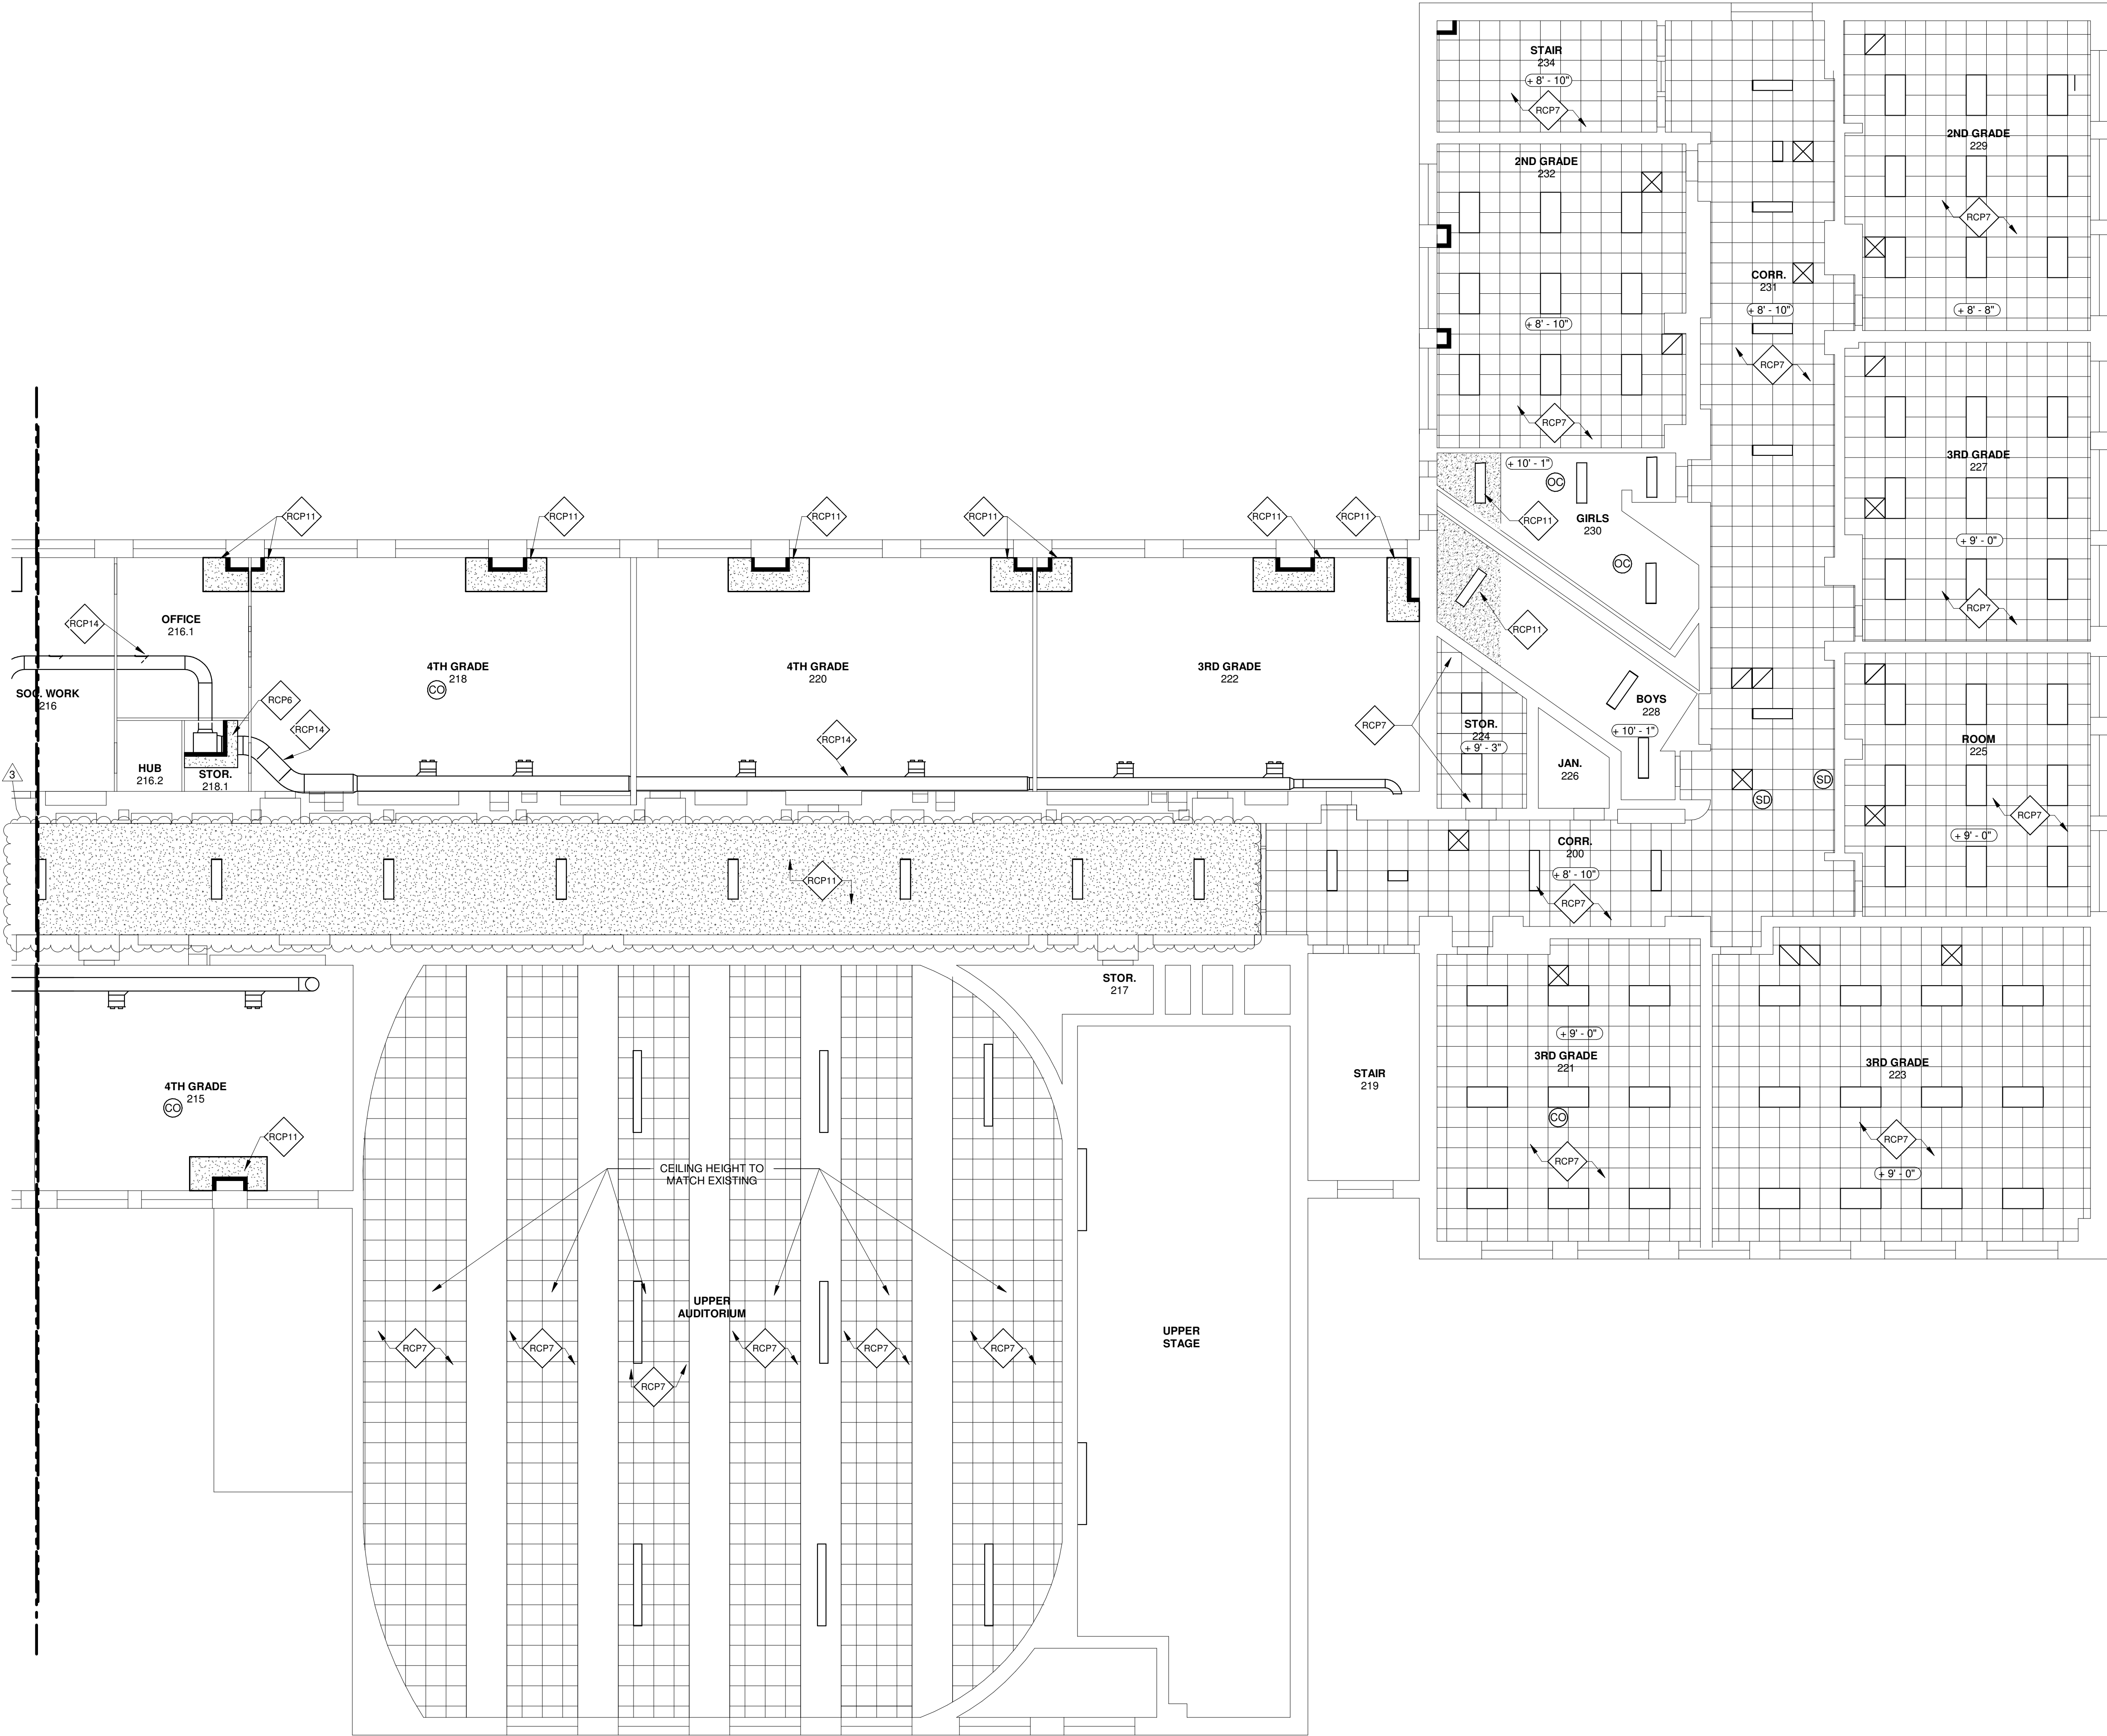 STAIR
234
+ 8' - 10"
RCP7
2ND GRADE
229
RCP7
+ 8' - 8"
2ND GRADE
232
+ 8' - 10"
RCP7
CORR.
231
+ 8' - 10"
RCP7
3RD GRADE
227
+ 9' - 0"
RCP7
+ 10' - 1"
OC
RCP11
GIRLS
230
OC
RCP11
BOYS
228
+ 10' - 1"
RCP7
STOR.
224
+ 9' - 3"
JAN.
226
SD
SD
ROOM
225
RCP7
+ 9' - 0"
RCP11
RCP11
RCP11
RCP11
RCP11
RCP11
RCP14
OFFICE
216.1
SOC. WORK
216
RCP6
RCP14
HUB
216.2
STOR.
218.1
4TH GRADE
218
CO
4TH GRADE
220
RCP14
3RD GRADE
222
3
RCP11
CORR.
200
+ 8' - 10"
RCP7
4TH GRADE
215
CO
RCP11
STOR.
217
STAIR
219
+ 9' - 0"
3RD GRADE
221
CO
RCP7
3RD GRADE
223
RCP7
+ 9' - 0"
CEILING HEIGHT TO
MATCH EXISTING
UPPER
AUDITORIUM
RCP7
RCP7
RCP7
RCP7
RCP7
RCP7
UPPER
STAGE